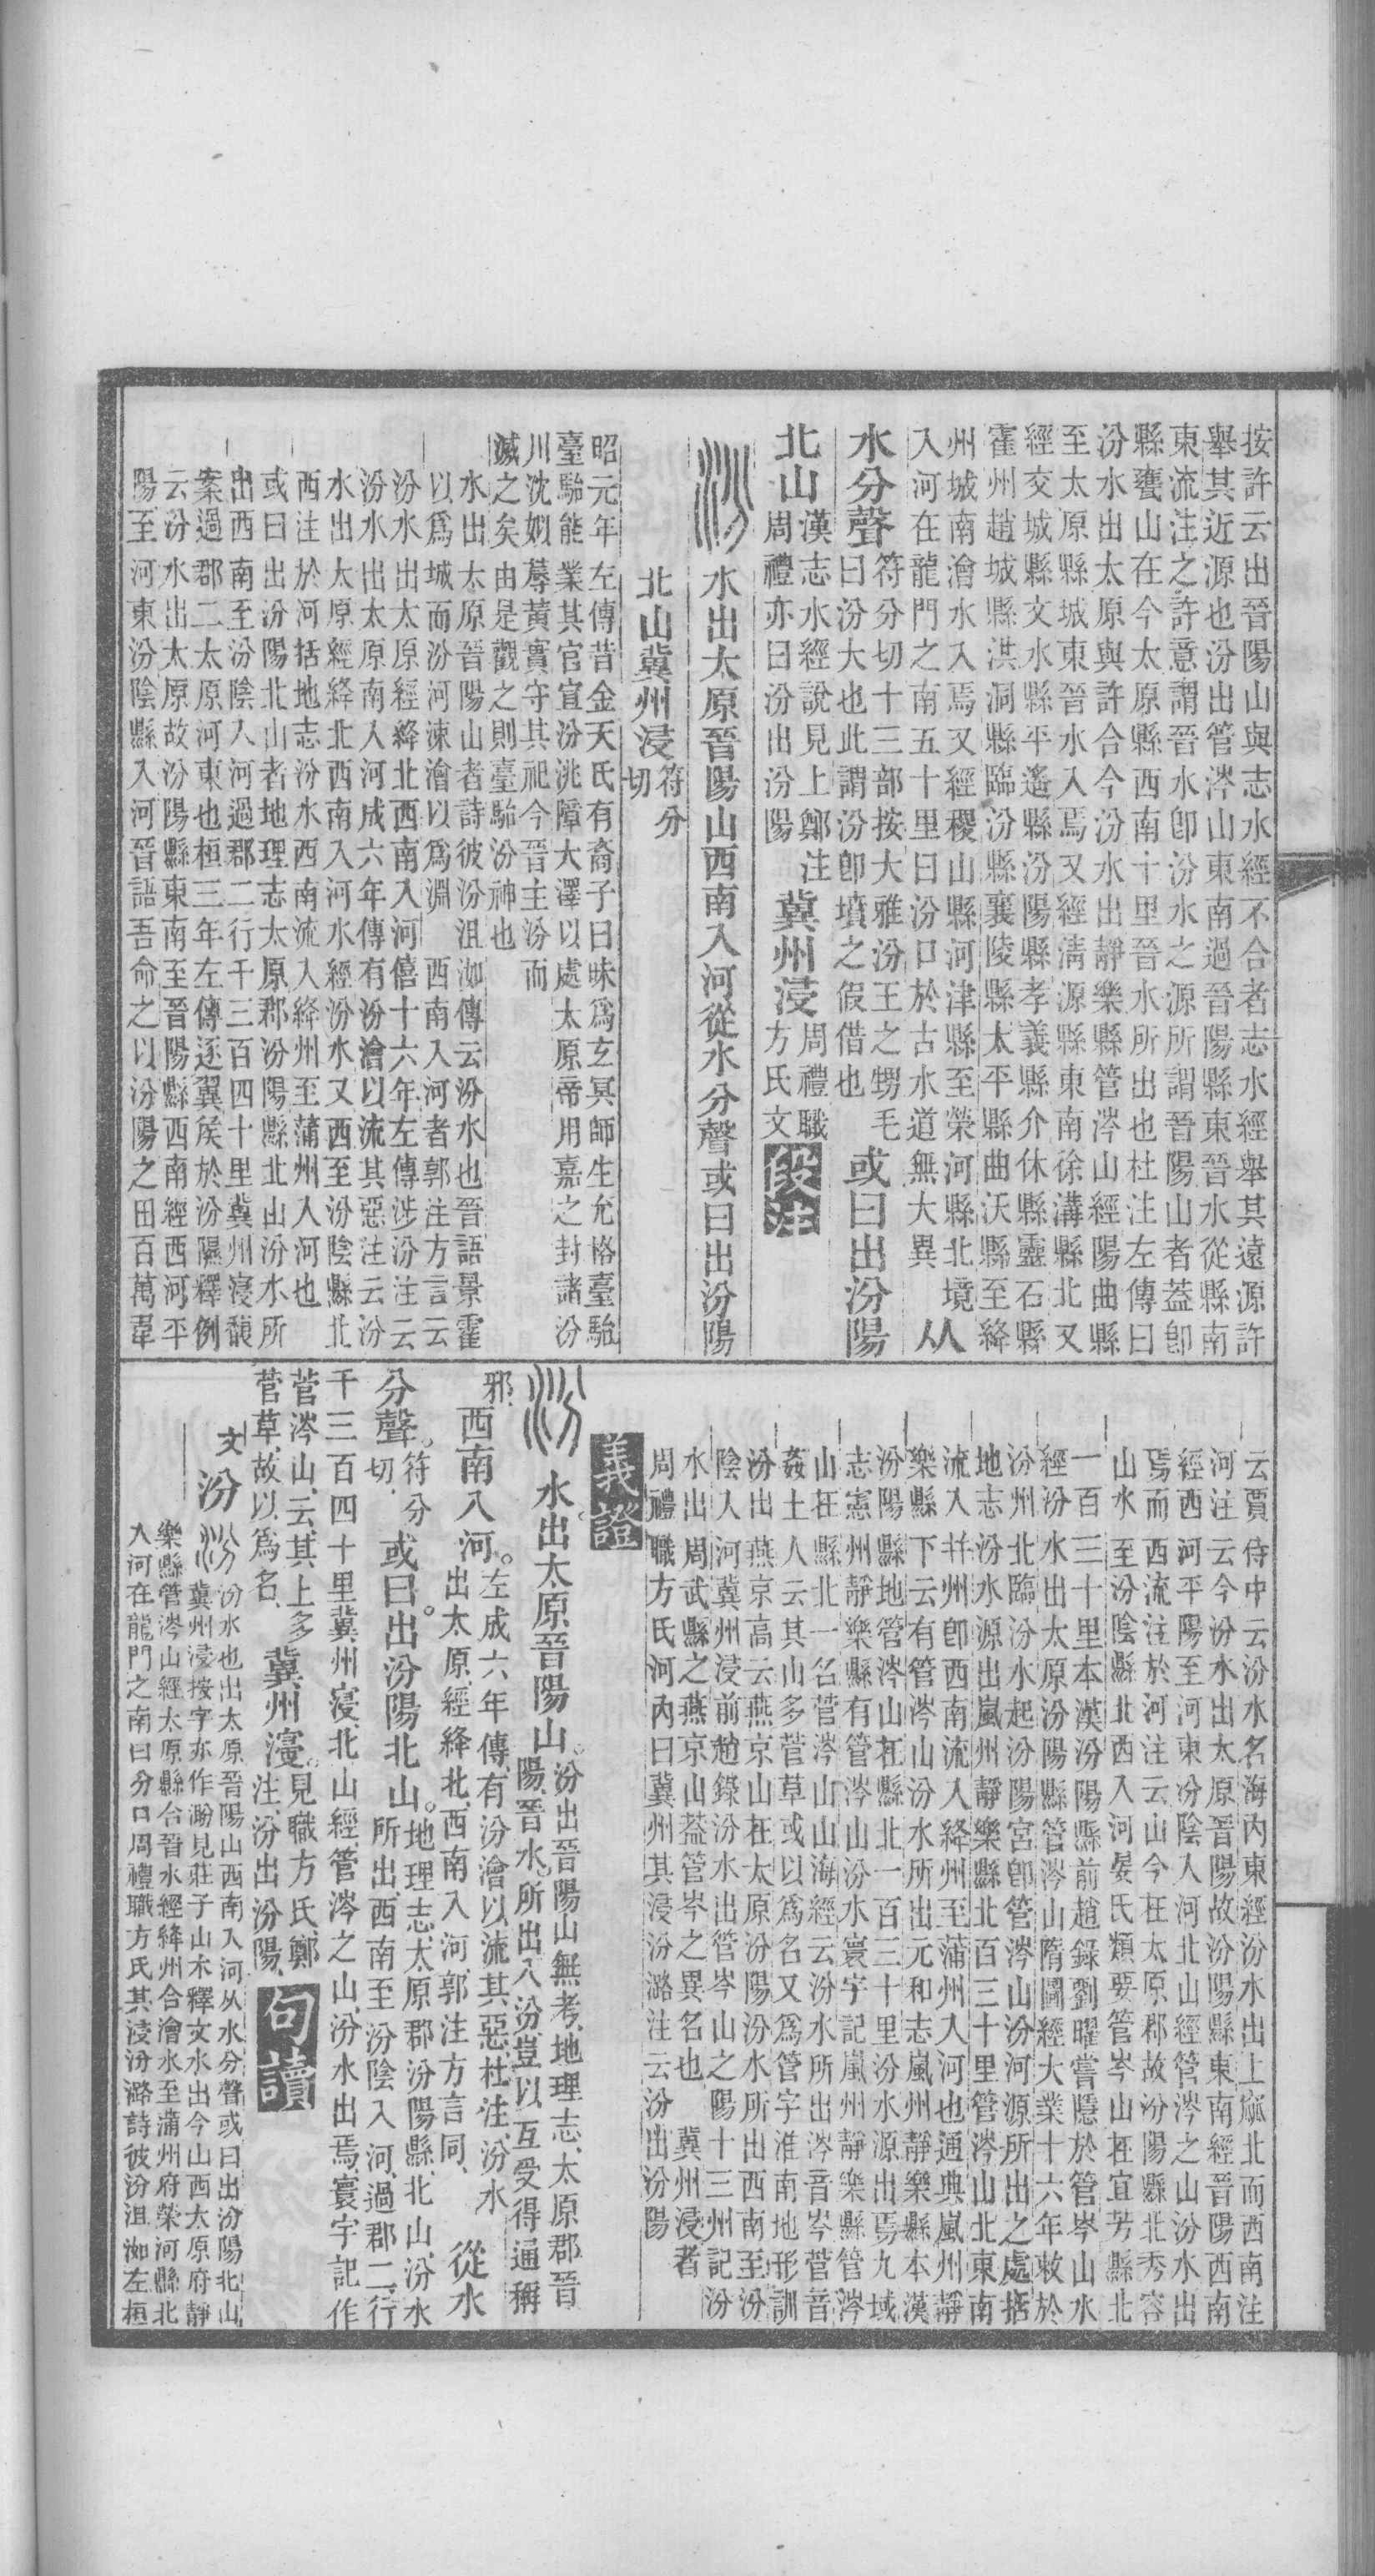 按許云出晉陽山與志水經不合者志水經舉其遠源許
舉其近源也汾出管涔山東南過晉陽縣東晉水從縣南
東流注之許意謂晉水卽汾水之源所謂晉陽山者蓋卽
縣甕山在今太原縣西南十里晉水所出也杜注左傳曰
汾水出太原與許合今汾水出靜樂縣管涔山經陽曲縣
至太原縣城東晉水入焉又經淸源縣東南徐溝縣北又
經交城縣文水縣平遙縣汾陽縣孝義縣介休縣靈石縣
霍州趙城縣洪洞縣臨汾縣襄陵縣太平縣曲沃縣至絳
州城南澮水入焉又經稷山縣河津縣至榮河縣北境
入河在龍門之南五十里曰汾口於古水道無大異 从
水分聲 符分切十三部按大雅汾王之甥毛
曰汾大也此謂汾卽墳之假借也 或曰出汾陽
北山 漢志水經說見上鄭注
周禮亦曰汾出汾陽 冀州浸 周禮職
方氏文 段注
水出太原晉陽山西南入河從水分聲或曰出汾陽
北山冀州浸 符分
切
昭元年左傳昔金天氏有裔子曰昧爲玄冥師生允格臺駘
臺駘能業其官宣汾洮障大澤以處太原帝用嘉之封諸汾
川沈姒蓐黃實守其祀今晉主汾而
滅之矣由是觀之則臺駘汾神也
水出太原晉陽山者詩彼汾沮洳傳云汾水也晉語景霍
以爲城而汾河涑澮以爲淵 西南入河者郭注方言云
汾水出太原經絳北西南入河僖十六年左傳涉汾注云
汾水出太原南入河成六年傳有汾澮以流其惡注云汾
水出太原經絳北西南入河水經汾水又西至汾陰縣北
西注於河括地志汾水西南流入絳州至蒲州入河也
或曰出汾陽北山者地理志太原郡汾陽縣北山汾水所
出西南至汾陰入河過郡二行千三百四十里冀州寖馥
案過郡二太原河東也桓三年左傳逐翼矦於汾隰釋例
云汾水出太原故汾陽縣東南至晉陽縣西南經西河平
陽至河東汾陰縣入河晉語吾命之以汾陽之田百萬韋
云賈侍中云汾水名海內東經汾水出上窳北而西南注
河注云今汾水出太原晉陽故汾陽縣東南經晉陽西南
經西河平陽至河東汾陰入河北山經管涔之山汾水出
焉而西流注於河注云山今在太原郡故汾陽縣北秀容
山水至汾陰縣北西入河晏氏類要管岑山在宜芳縣北
一百三十里本漢汾陽縣前趙錄劉曜嘗隱於管岑山水
經汾水出太原汾陽縣管涔山隋圖經大業十六年敕於
汾州北臨汾水起汾陽宮卽管涔山汾河源所出之處括
地志汾水源出嵐州靜樂縣北百三十里管涔山北東南
流入幷州卽西南流入絳州至蒲州入河也通典嵐州靜
樂縣下云有管涔山汾水所出元和志嵐州靜樂縣本漢
汾陽縣地管涔山在縣北一百三十里汾水源出焉九域
志憲州靜樂縣有管涔山汾水寰宇記嵐州靜樂縣管涔
山在縣北一名菅涔山山海經云汾水所出涔音岑菅音
姦土人云其山多菅草或以爲名又爲管字淮南地形訓
汾出燕京高云燕京山在太原汾陽汾水所出西南至汾
陰入河冀州浸前趙錄汾水出管岑山之陽十三州記汾
水出周武縣之燕京山葢管岑之異名也 冀州浸者
周禮職方氏河內曰冀州其浸汾潞注云汾出汾陽
義證
水出太原晉陽山 汾出晉陽山無考地理志太原郡晉
陽晉水所出入汾豈以互受得通稱
邪 西南入河 左成六年傳有汾澮以流其惡杜注汾水
出太原經絳北西南入河郭注方言同 從水
分聲 符分
切 或曰出汾陽北山 地理志太原郡汾陽縣北山汾水
所出西南至汾陰入河過郡二行
千三百四十里冀州寖北山經管涔之山汾水出焉寰宇記作
菅涔山云其上多
菅草故以爲名 冀州寖 見職方氏鄭
注汾出汾陽 句讀
文
汾 汾水也出太原晉陽山西南入河从水分聲或曰出汾陽北山
冀州浸按字亦作瀵見莊子山木釋文水出今山西太原府靜
樂縣管涔山經太原縣合晉水經絳州合澮水至蒲州府榮河縣北
入河在龍門之南曰分口周禮職方氏其浸汾潞詩彼汾沮洳左桓